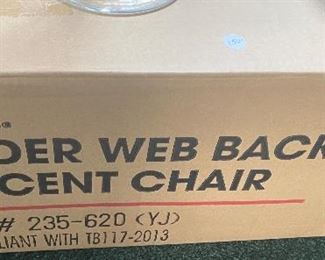 DER WEB BACK
CENT CHAIR
# 235-620 (YJ)
LIANT WITH TB117-2013